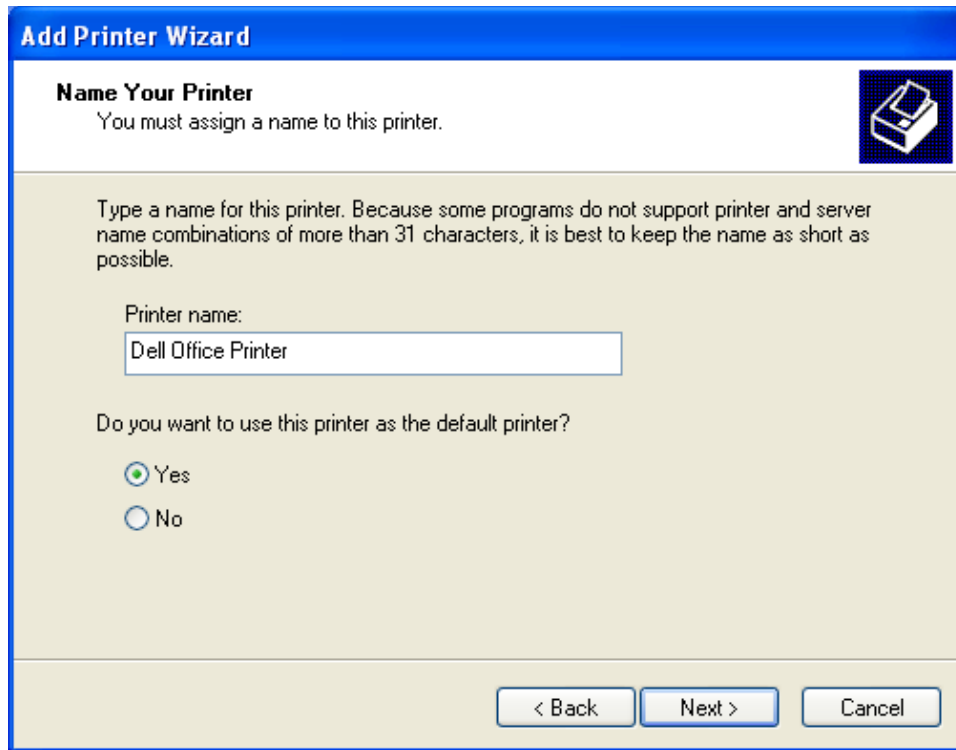 Add Printer Wizard
Name Your Printer
You must assign a name to this printer.
Type a name for this printer. Because some programs do not support printer and server
name combinations of more than 31 characters, it is best to keep the name as short as
possible.
Printer name:
Dell Office Printer
Do you want to use this printer as the default printer?
Yes
No
< Back Next > Cancel